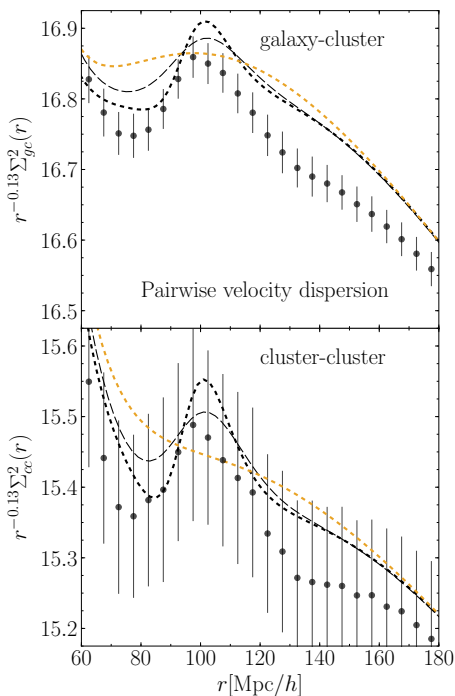 16.9
16.8
16.7
16.6
16.5
r^{-0.13}Σ²_{gc}(r)
galaxy-cluster
Pairwise velocity dispersion
15.6
15.5
15.4
15.3
15.2
r^{-0.13}Σ²_{cc}(r)
cluster-cluster
60 80 100 120 140 160 180
r[Mpc/h]